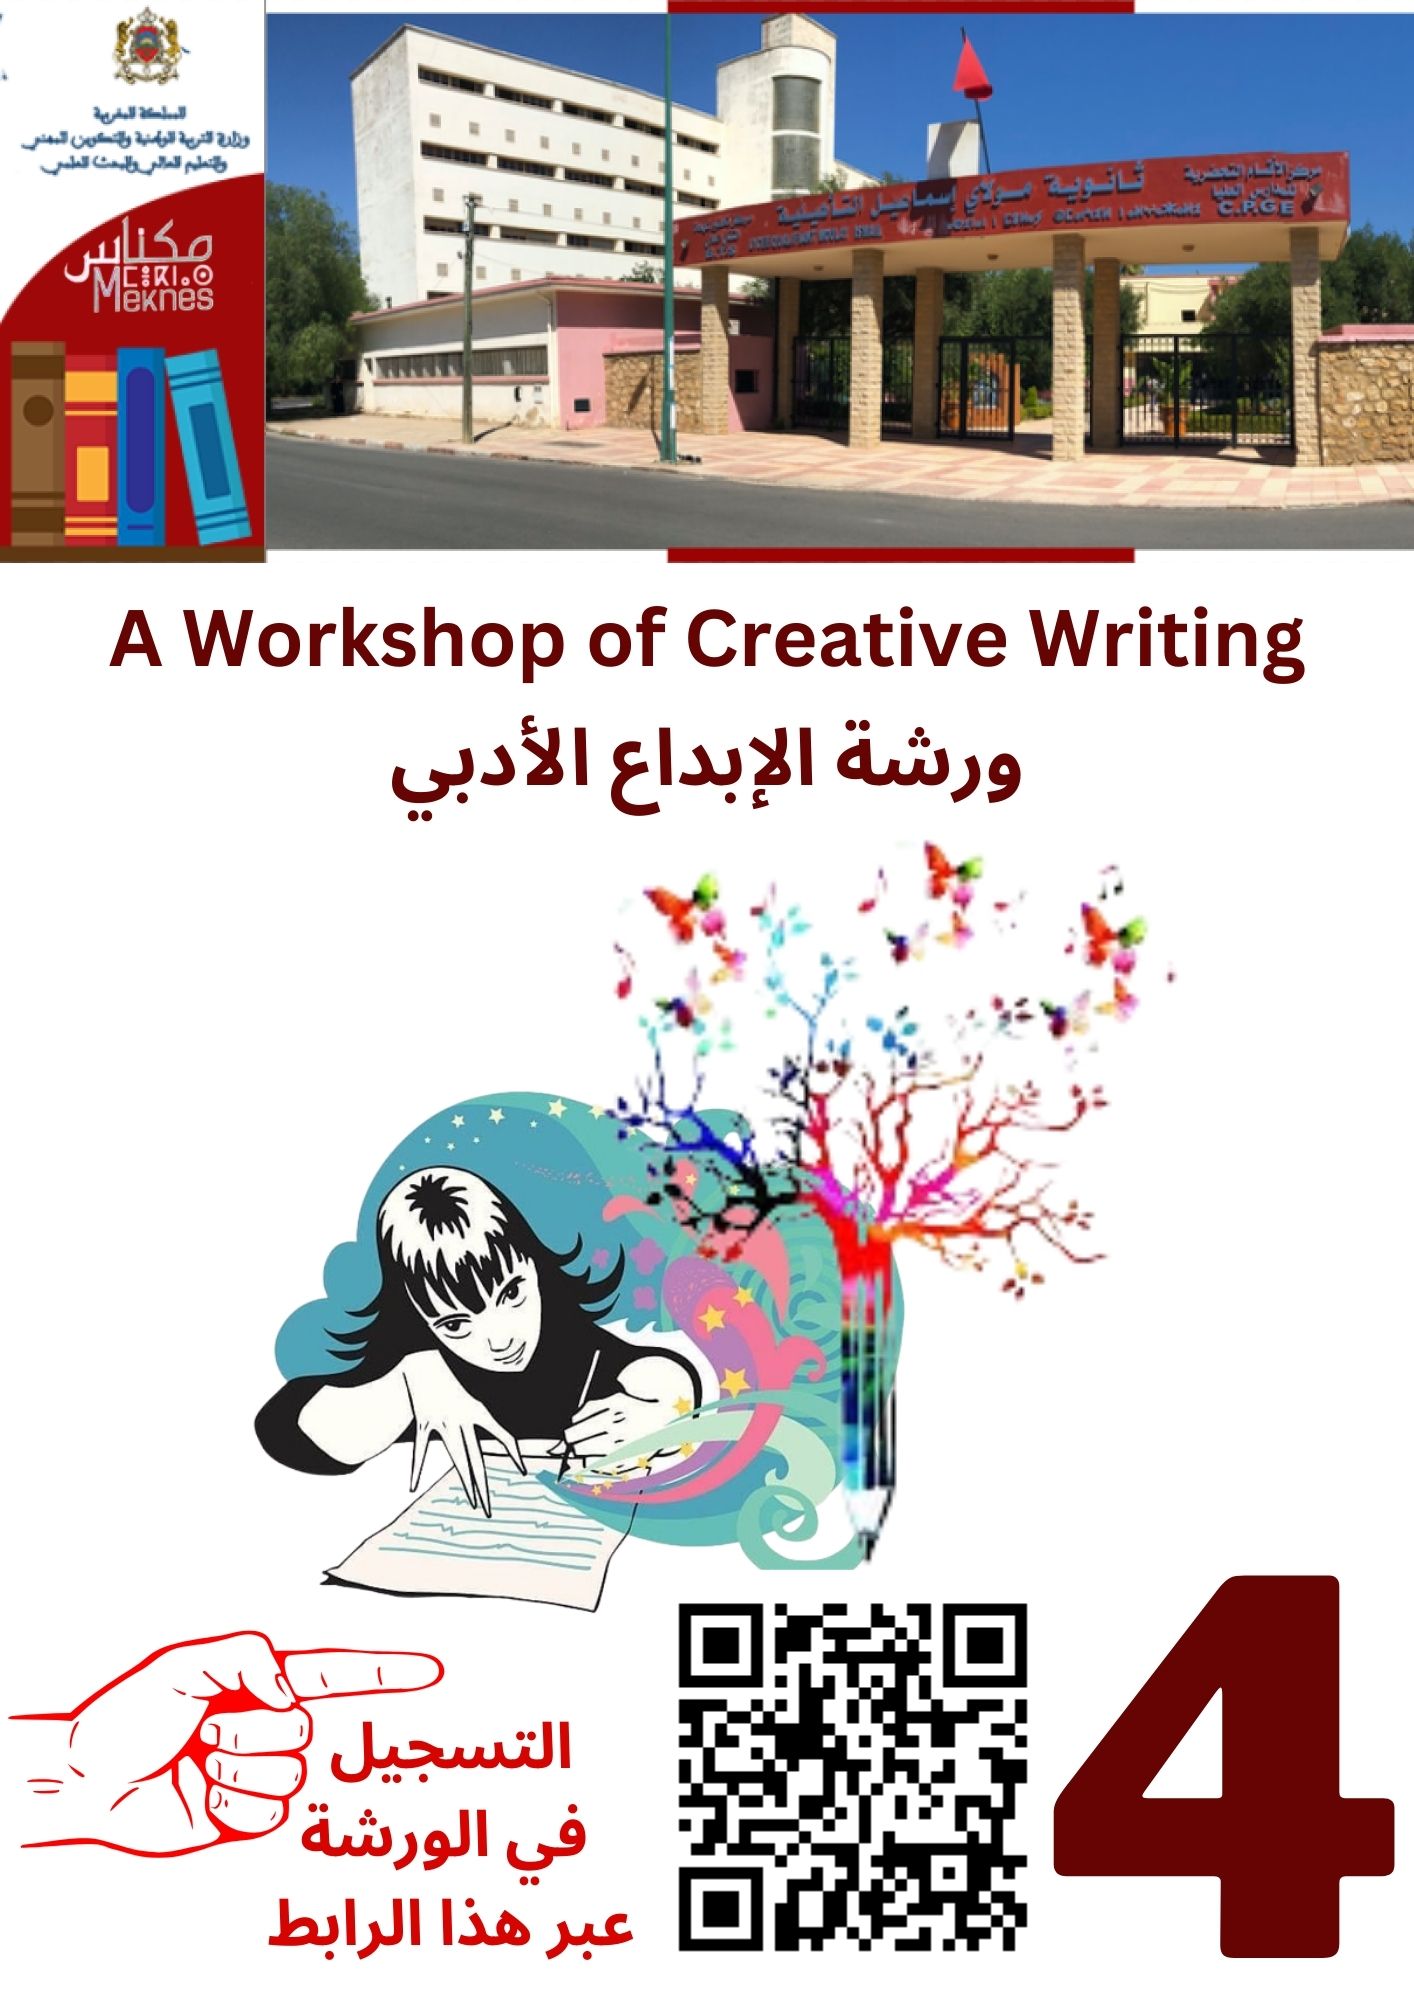 المملكة المغربية
وزارة التربية الوطنية والتكوين المهني
والتعليم العالي والبحث العلمي
مكناس
Meknes
مركز الأقسام التحضيرية
للمدارس العليا
C.P.G.E
ثانوية مولاي إسماعيل التأهيلية
A Workshop of Creative Writing
ورشة الإبداع الأدبي
التسجيل
في الورشة
عبر هذا الرابط
4